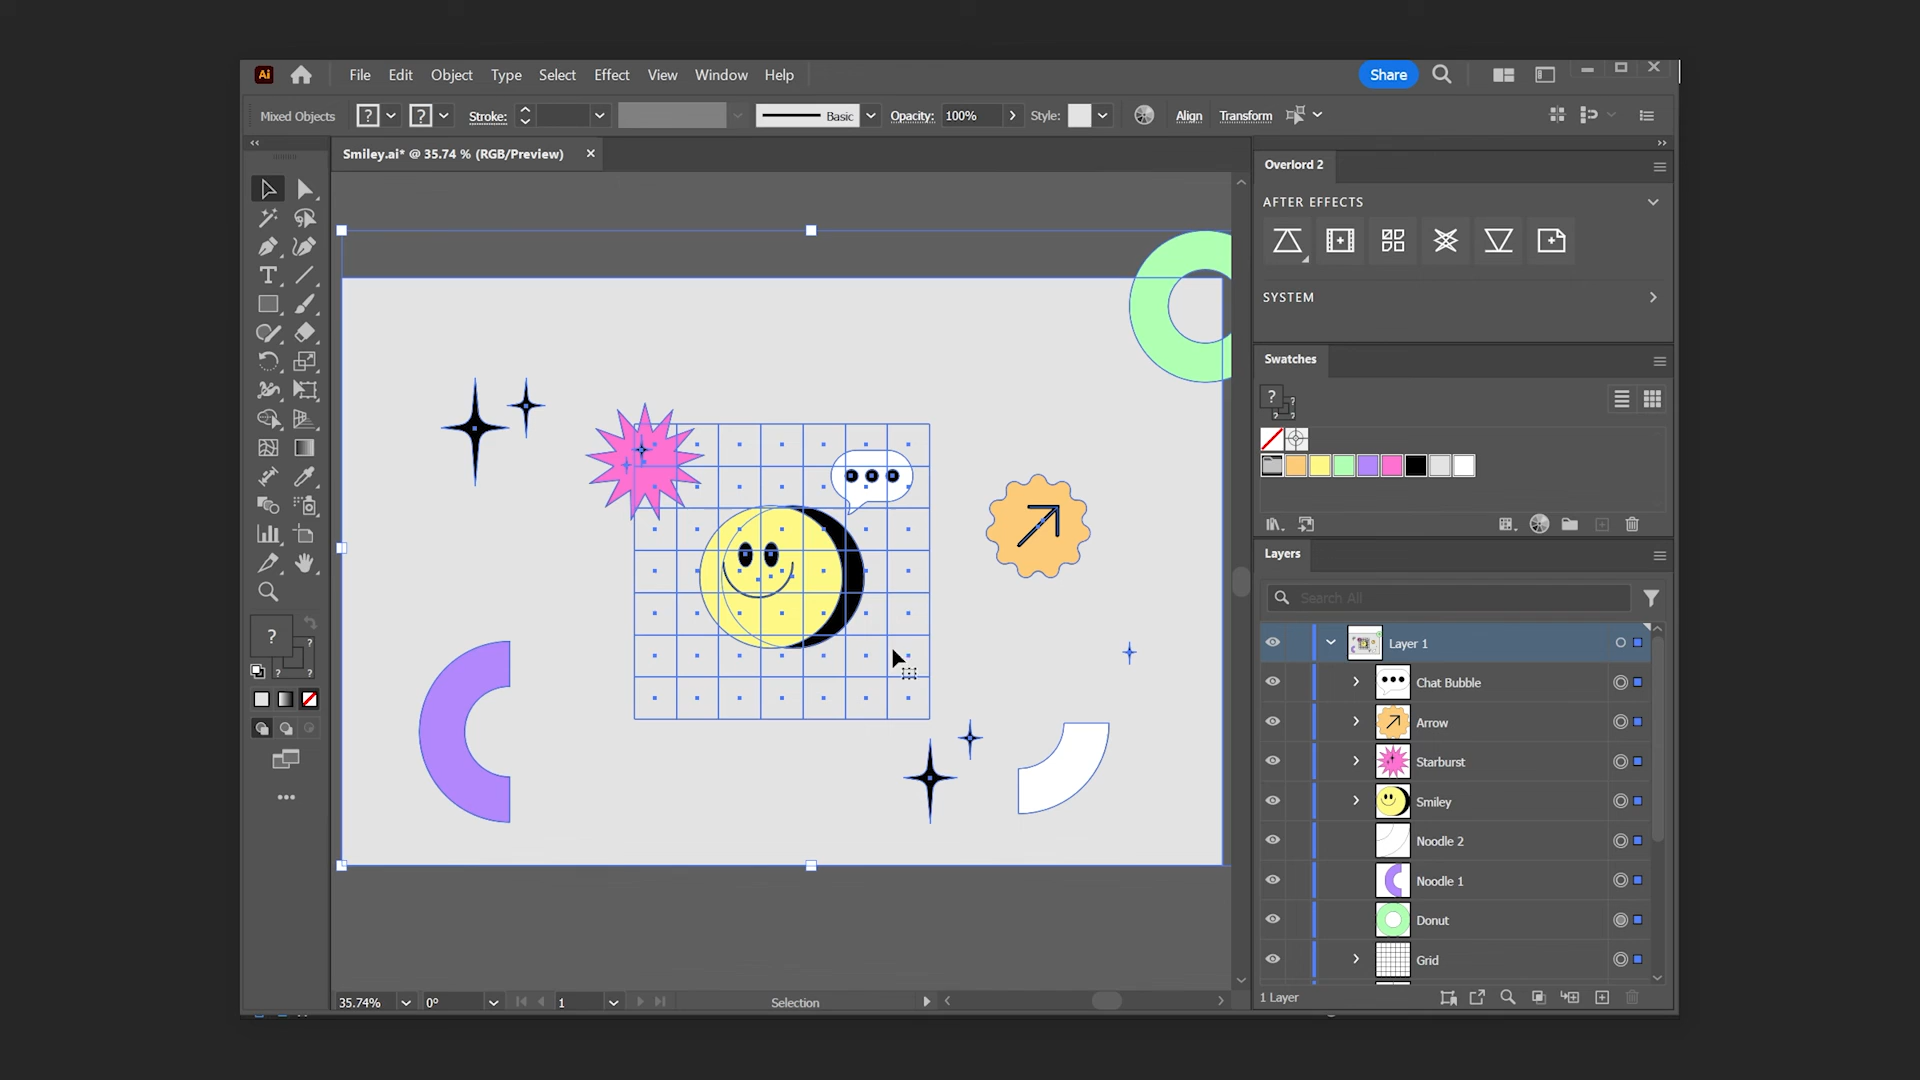 Ai
File Edit Object Type Select Effect View Window Help
Share
Mixed Objects ? ? Stroke: Basic Opacity: 100% Style: Align Transform
Smiley.ai* @ 35.74 % (RGB/Preview)
Overlord 2
AFTER EFFECTS
SYSTEM
Swatches
?
? ?
T
?
?
? ?
Layers
Search All
Layer 1
Chat Bubble
Arrow
Starburst
Smiley
Noodle 2
Noodle 1
Donut
Grid
35.74% 0° 1 Selection
1 Layer